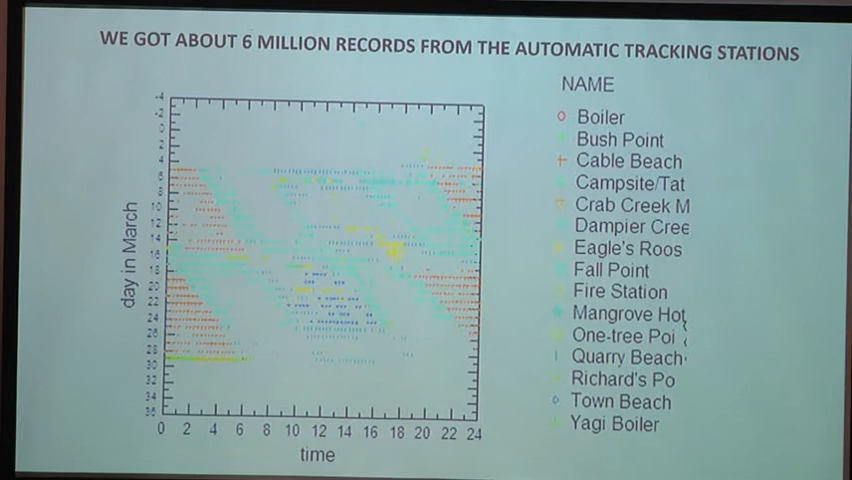 WE GOT ABOUT 6 MILLION RECORDS FROM THE AUTOMATIC TRACKING STATIONS
NAME
Boiler
Bush Point
Cable Beach
Campsite/Tat
Crab Creek M
Dampier Cree
Eagle's Roos
Fall Point
Fire Station
Mangrove Hot
One-tree Poi
Quarry Beach
Richard's Po
Town Beach
Yagi Boiler
day in March
-4
-2
0
2
4
6
8
10
12
14
16
18
20
22
24
26
28
30
32
34
36
0 2 4 6 8 10 12 14 16 18 20 22 24
time